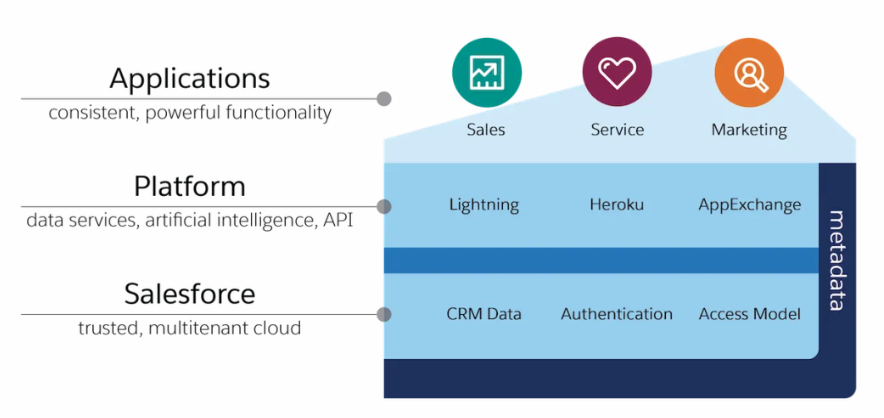 Applications
consistent, powerful functionality
Sales
Service
Marketing
Platform
data services, artificial intelligence, API
Lightning
Heroku
AppExchange
metadata
Salesforce
trusted, multitenant cloud
CRM Data
Authentication
Access Model